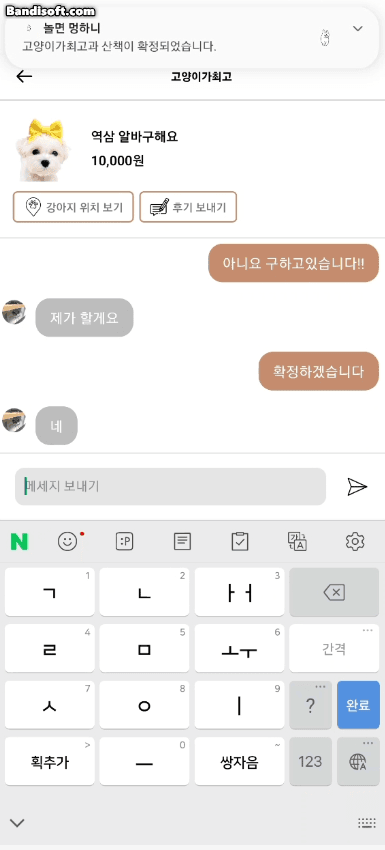 Bandisoft.com
놀면 멍하니
고양이가최고과 산책이 확정되었습니다.
고양이가최고
역삼 알바구해요
10,000원
강아지 위치 보기
후기 보내기
아니요 구하고있습니다!!
제가 할게요
확정하겠습니다
네
메세지 보내기
N :P 가 A
ㄱ 1 ㄴ 2 ㅏㅓ 3
ㄹ 4 ㅁ 5 ㅗㅜ 6 간격 ...
ㅅ 7 ㅇ 8 ㅣ 9 ? ... 완료
획추가 > ㅡ 0 쌍자음 ~ 123 A ...